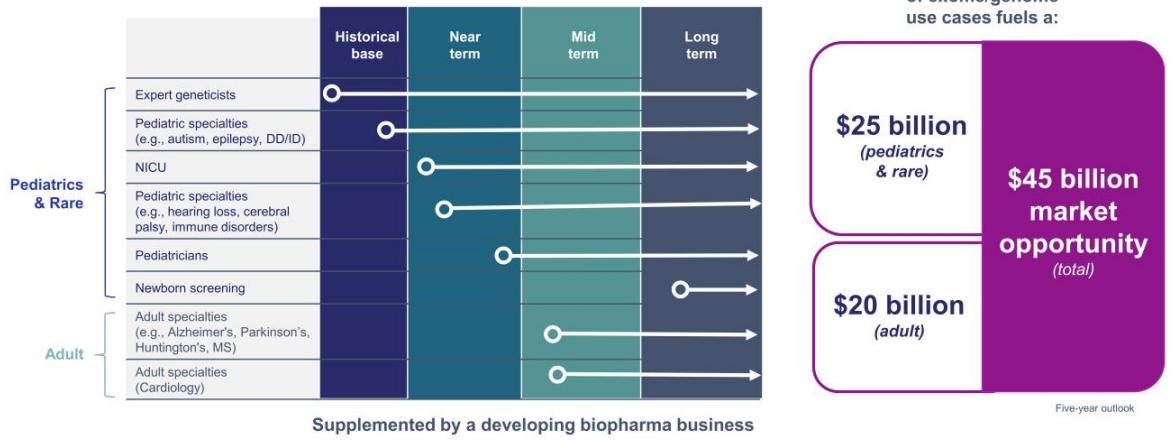 Historical
base
Near
term
Mid
term
Long
term
Pediatrics
& Rare
Expert geneticists
Pediatric specialties
(e.g., autism, epilepsy, DD/ID)
NICU
Pediatric specialties
(e.g., hearing loss, cerebral
palsy, immune disorders)
Pediatricians
Newborn screening
Adult
Adult specialties
(e.g., Alzheimer's, Parkinson's,
Huntington's, MS)
Adult specialties
(Cardiology)
Supplemented by a developing biopharma business
of exome/genome
use cases fuels a:
$25 billion
(pediatrics
& rare)
$20 billion
(adult)
$45 billion
market
opportunity
(total)
Five-year outlook